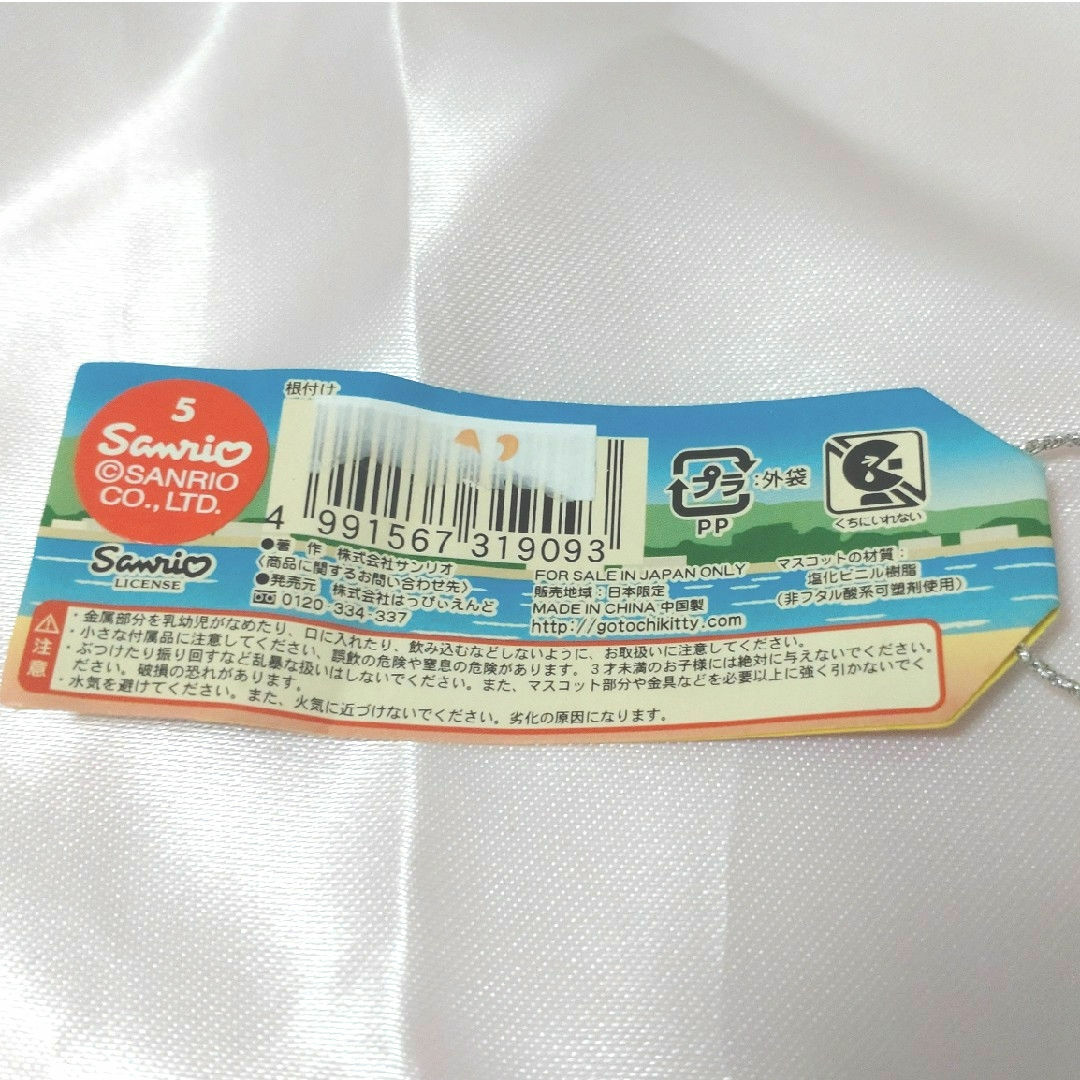 5
Sanrio
©SANRIO
CO., LTD.
Sanrio
LICENSE
根付け
4 991567 319093
●著 作 株式会社サンリオ
〈商品に関するお問い合わせ先〉
●発売元 株式会社はっぴぃえんど
0120-334-337
プラ :外袋
PP
くちにいれない
FOR SALE IN JAPAN ONLY
販売地域：日本限定
MADE IN CHINA 中国製
http://gotochikitty.com
マスコットの材質：
塩化ビニル樹脂
(非フタル酸系可塑剤使用)
注意
・金属部分を乳幼児がなめたり、口に入れたり、飲み込むなどしないように、お取扱いに注意してください。
・小さな付属品に注意してください、誤飲の危険や窒息の危険があります。3才未満のお子様には絶対に与えないでください。
・ぶつけたり振り回すなど乱暴な扱いはしないでください。また、マスコット部分や金具などを必要以上に強く引かないでく
ださい。破損の恐れがあります。
・水気を避けてください。また、火気に近づけないでください。劣化の原因になります。